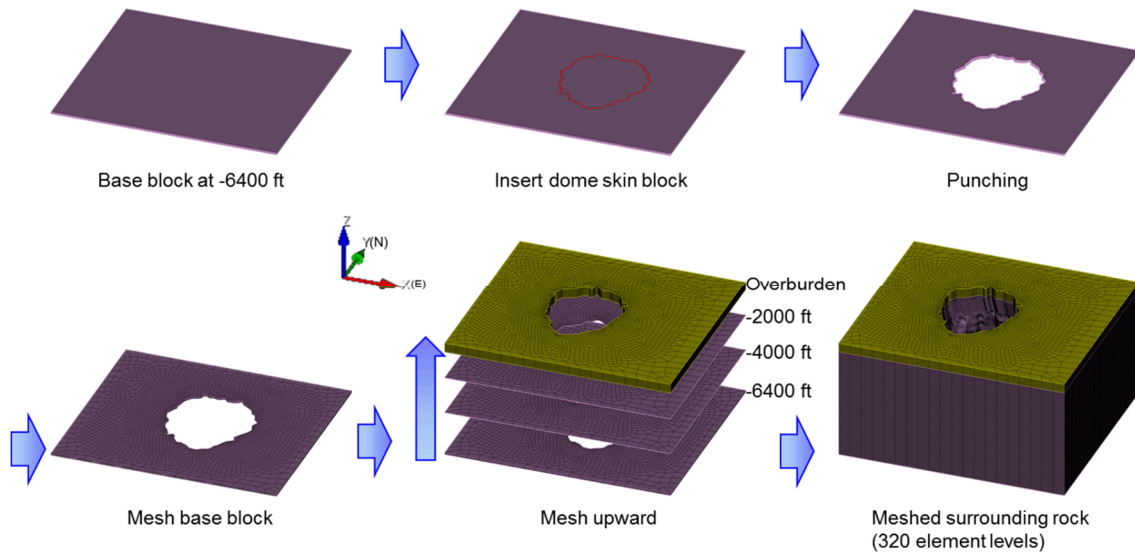 Base block at -6400 ft
Insert dome skin block
Punching
Z
Y(N)
X(E)
Overburden
-2000 ft
-4000 ft
-6400 ft
Mesh base block
Mesh upward
Meshed surrounding rock
(320 element levels)